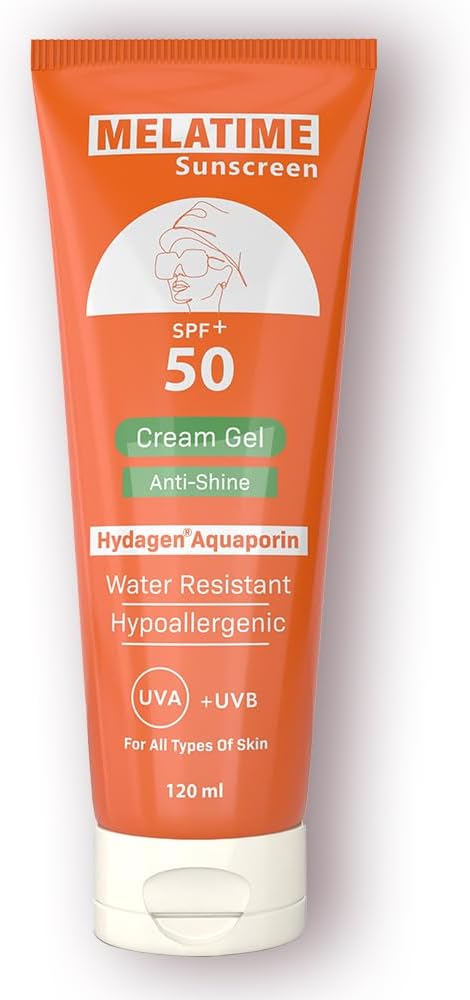 MELATIME
Sunscreen
SPF+
50
Cream Gel
Anti-Shine
Hydagen® Aquaporin
Water Resistant
Hypoallergenic
UVA +UVB
For All Types Of Skin
120 ml